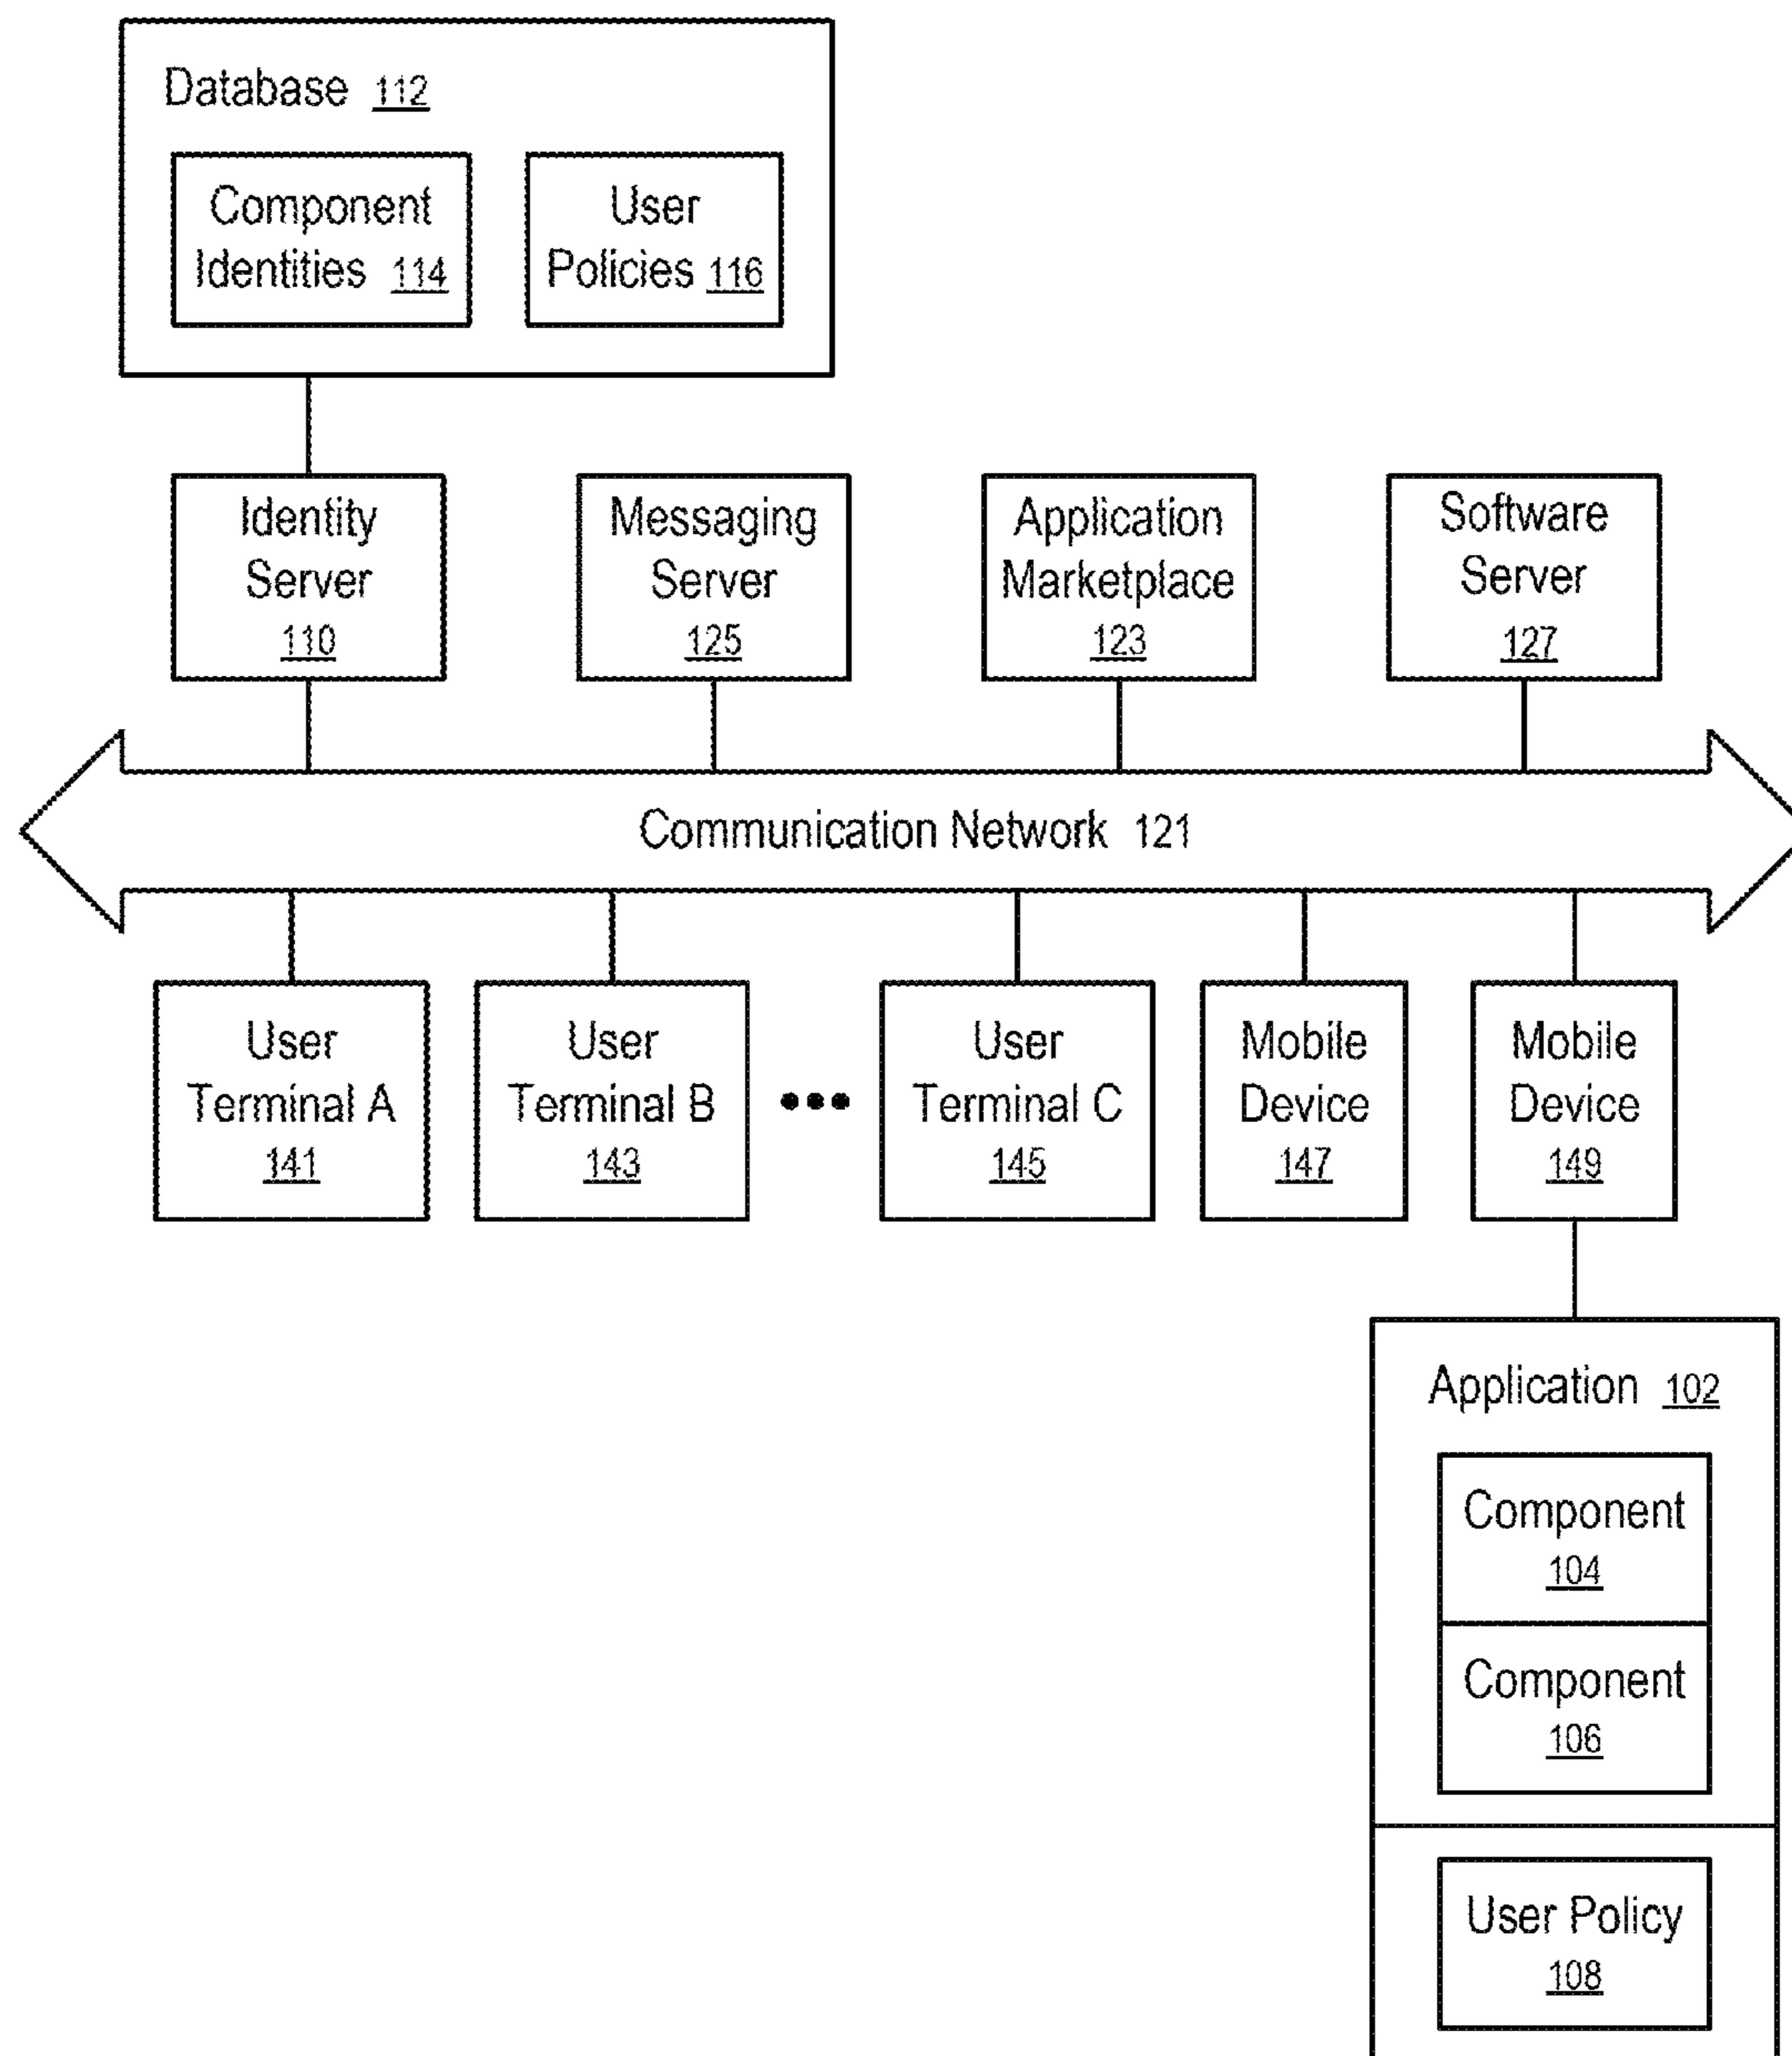 Database 112
Component
Identities 114
User
Policies 116
Identity
Server
110
Messaging
Server
125
Application
Marketplace
123
Software
Server
127
Communication Network 121
User
Terminal A
141
User
Terminal B
143
•••
User
Terminal C
145
Mobile
Device
147
Mobile
Device
149
Application 102
Component
104
Component
106
User Policy
108